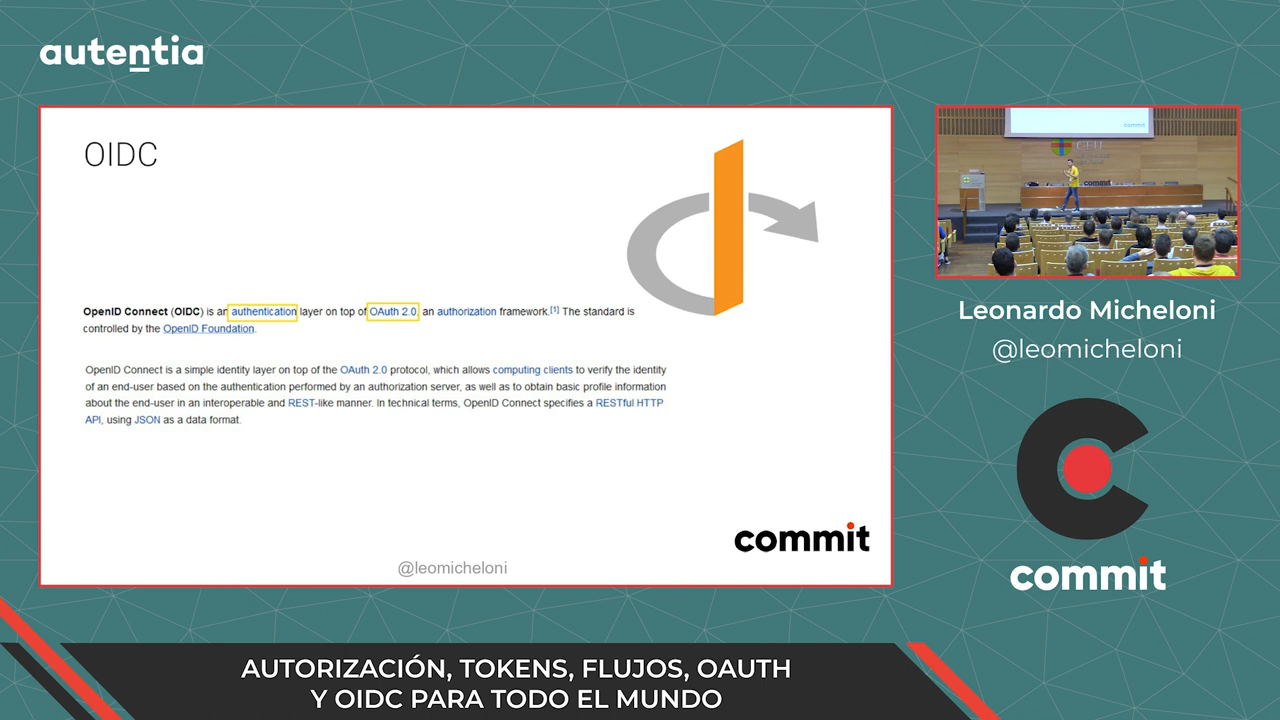 autentia
OIDC
OpenID Connect (OIDC) is an authentication layer on top of OAuth 2.0, an authorization framework.[1] The standard is
controlled by the OpenID Foundation.
OpenID Connect is a simple identity layer on top of the OAuth 2.0 protocol, which allows computing clients to verify the identity
of an end-user based on the authentication performed by an authorization server, as well as to obtain basic profile information
about the end-user in an interoperable and REST-like manner. In technical terms, OpenID Connect specifies a RESTful HTTP
API, using JSON as a data format.
commit
@leomicheloni
commit
CEU
commit
Leonardo Micheloni
@leomicheloni
commit
AUTORIZACIÓN, TOKENS, FLUJOS, OAUTH
Y OIDC PARA TODO EL MUNDO